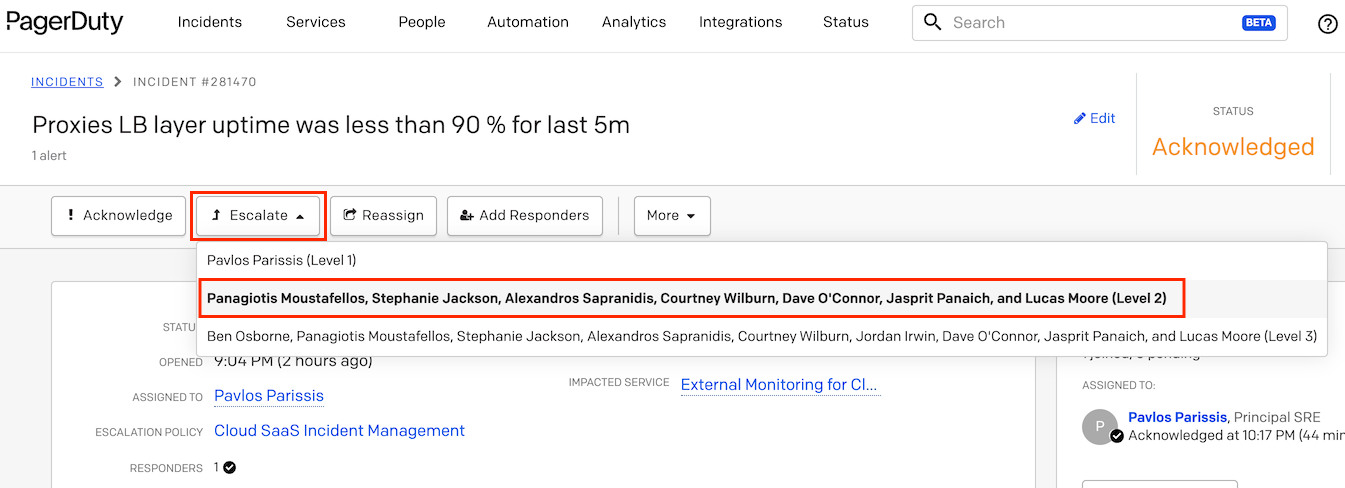 PagerDuty Incidents Services People Automation Analytics Integrations Status Search BETA ?
INCIDENTS > INCIDENT #281470
Proxies LB layer uptime was less than 90 % for last 5m
1 alert
Edit
STATUS
Acknowledged
! Acknowledge Escalate Reassign Add Responders More
Pavlos Parissis (Level 1)
Panagiotis Moustafellos, Stephanie Jackson, Alexandros Sapranidis, Courtney Wilburn, Dave O'Connor, Jasprit Panaich, and Lucas Moore (Level 2)
Ben Osborne, Panagiotis Moustafellos, Stephanie Jackson, Alexandros Sapranidis, Courtney Wilburn, Jordan Irwin, Dave O'Connor, Jasprit Panaich, and Lucas Moore (Level 3)
OPENED 9:04 PM (2 hours ago)
ASSIGNED TO Pavlos Parissis
ESCALATION POLICY Cloud SaaS Incident Management
RESPONDERS 1
IMPACTED SERVICE External Monitoring for Cl...
ASSIGNED TO:
P
Pavlos Parissis, Principal SRE
Acknowledged at 10:17 PM (44 min